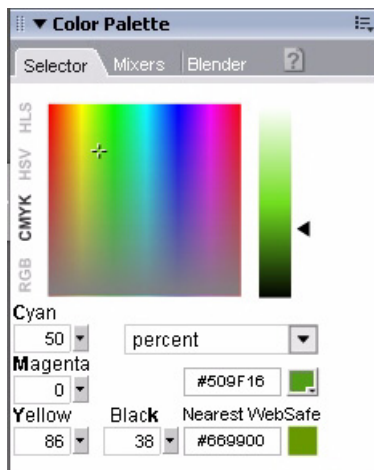 Color Palette
Selector Mixers Blender ?
HLS
HSV
CMYK
RGB
Cyan
50 percent
Magenta
0 #509F16
Yellow Black Nearest WebSafe
86 38 #669900